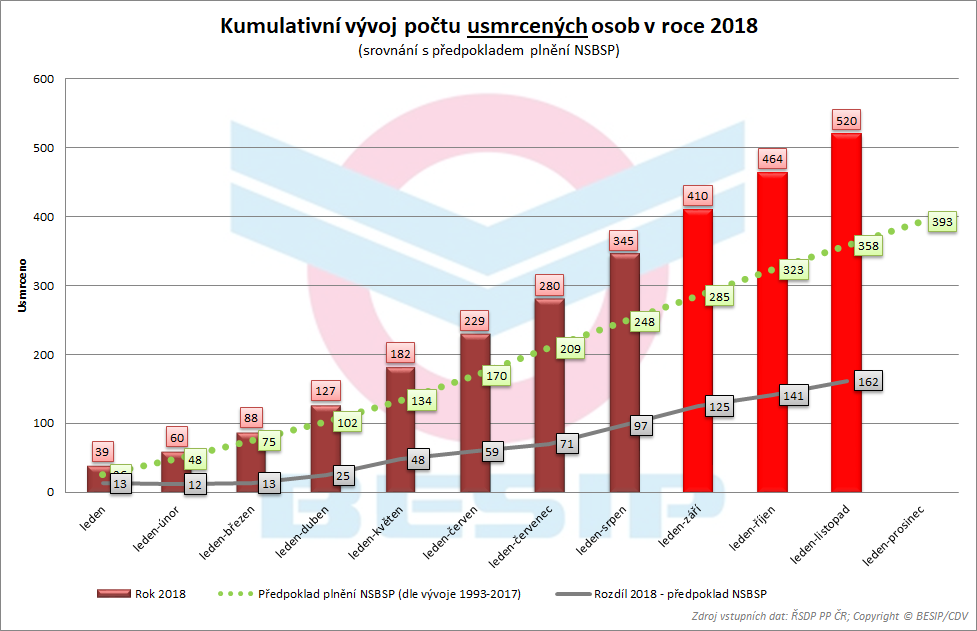 Kumulativní vývoj počtu usmrcených osob v roce 2018
(srovnání s předpokladem plnění NSBSP)
Usmrceno
600
500
400
300
200
100
0
39
60
88
127
182
229
280
345
410
464
520
48
75
102
134
170
209
248
285
323
358
393
13
12
13
25
48
59
71
97
125
141
162
BESIP
leden
leden-únor
leden-březen
leden-duben
leden-květen
leden-červen
leden-červenec
leden-srpen
leden-září
leden-říjen
leden-listopad
leden-prosinec
Rok 2018
Předpoklad plnění NSBSP (dle vývoje 1993-2017)
Rozdíl 2018 - předpoklad NSBSP
Zdroj vstupních dat: ŘSDP PP ČR; Copyright © BESIP/CDV